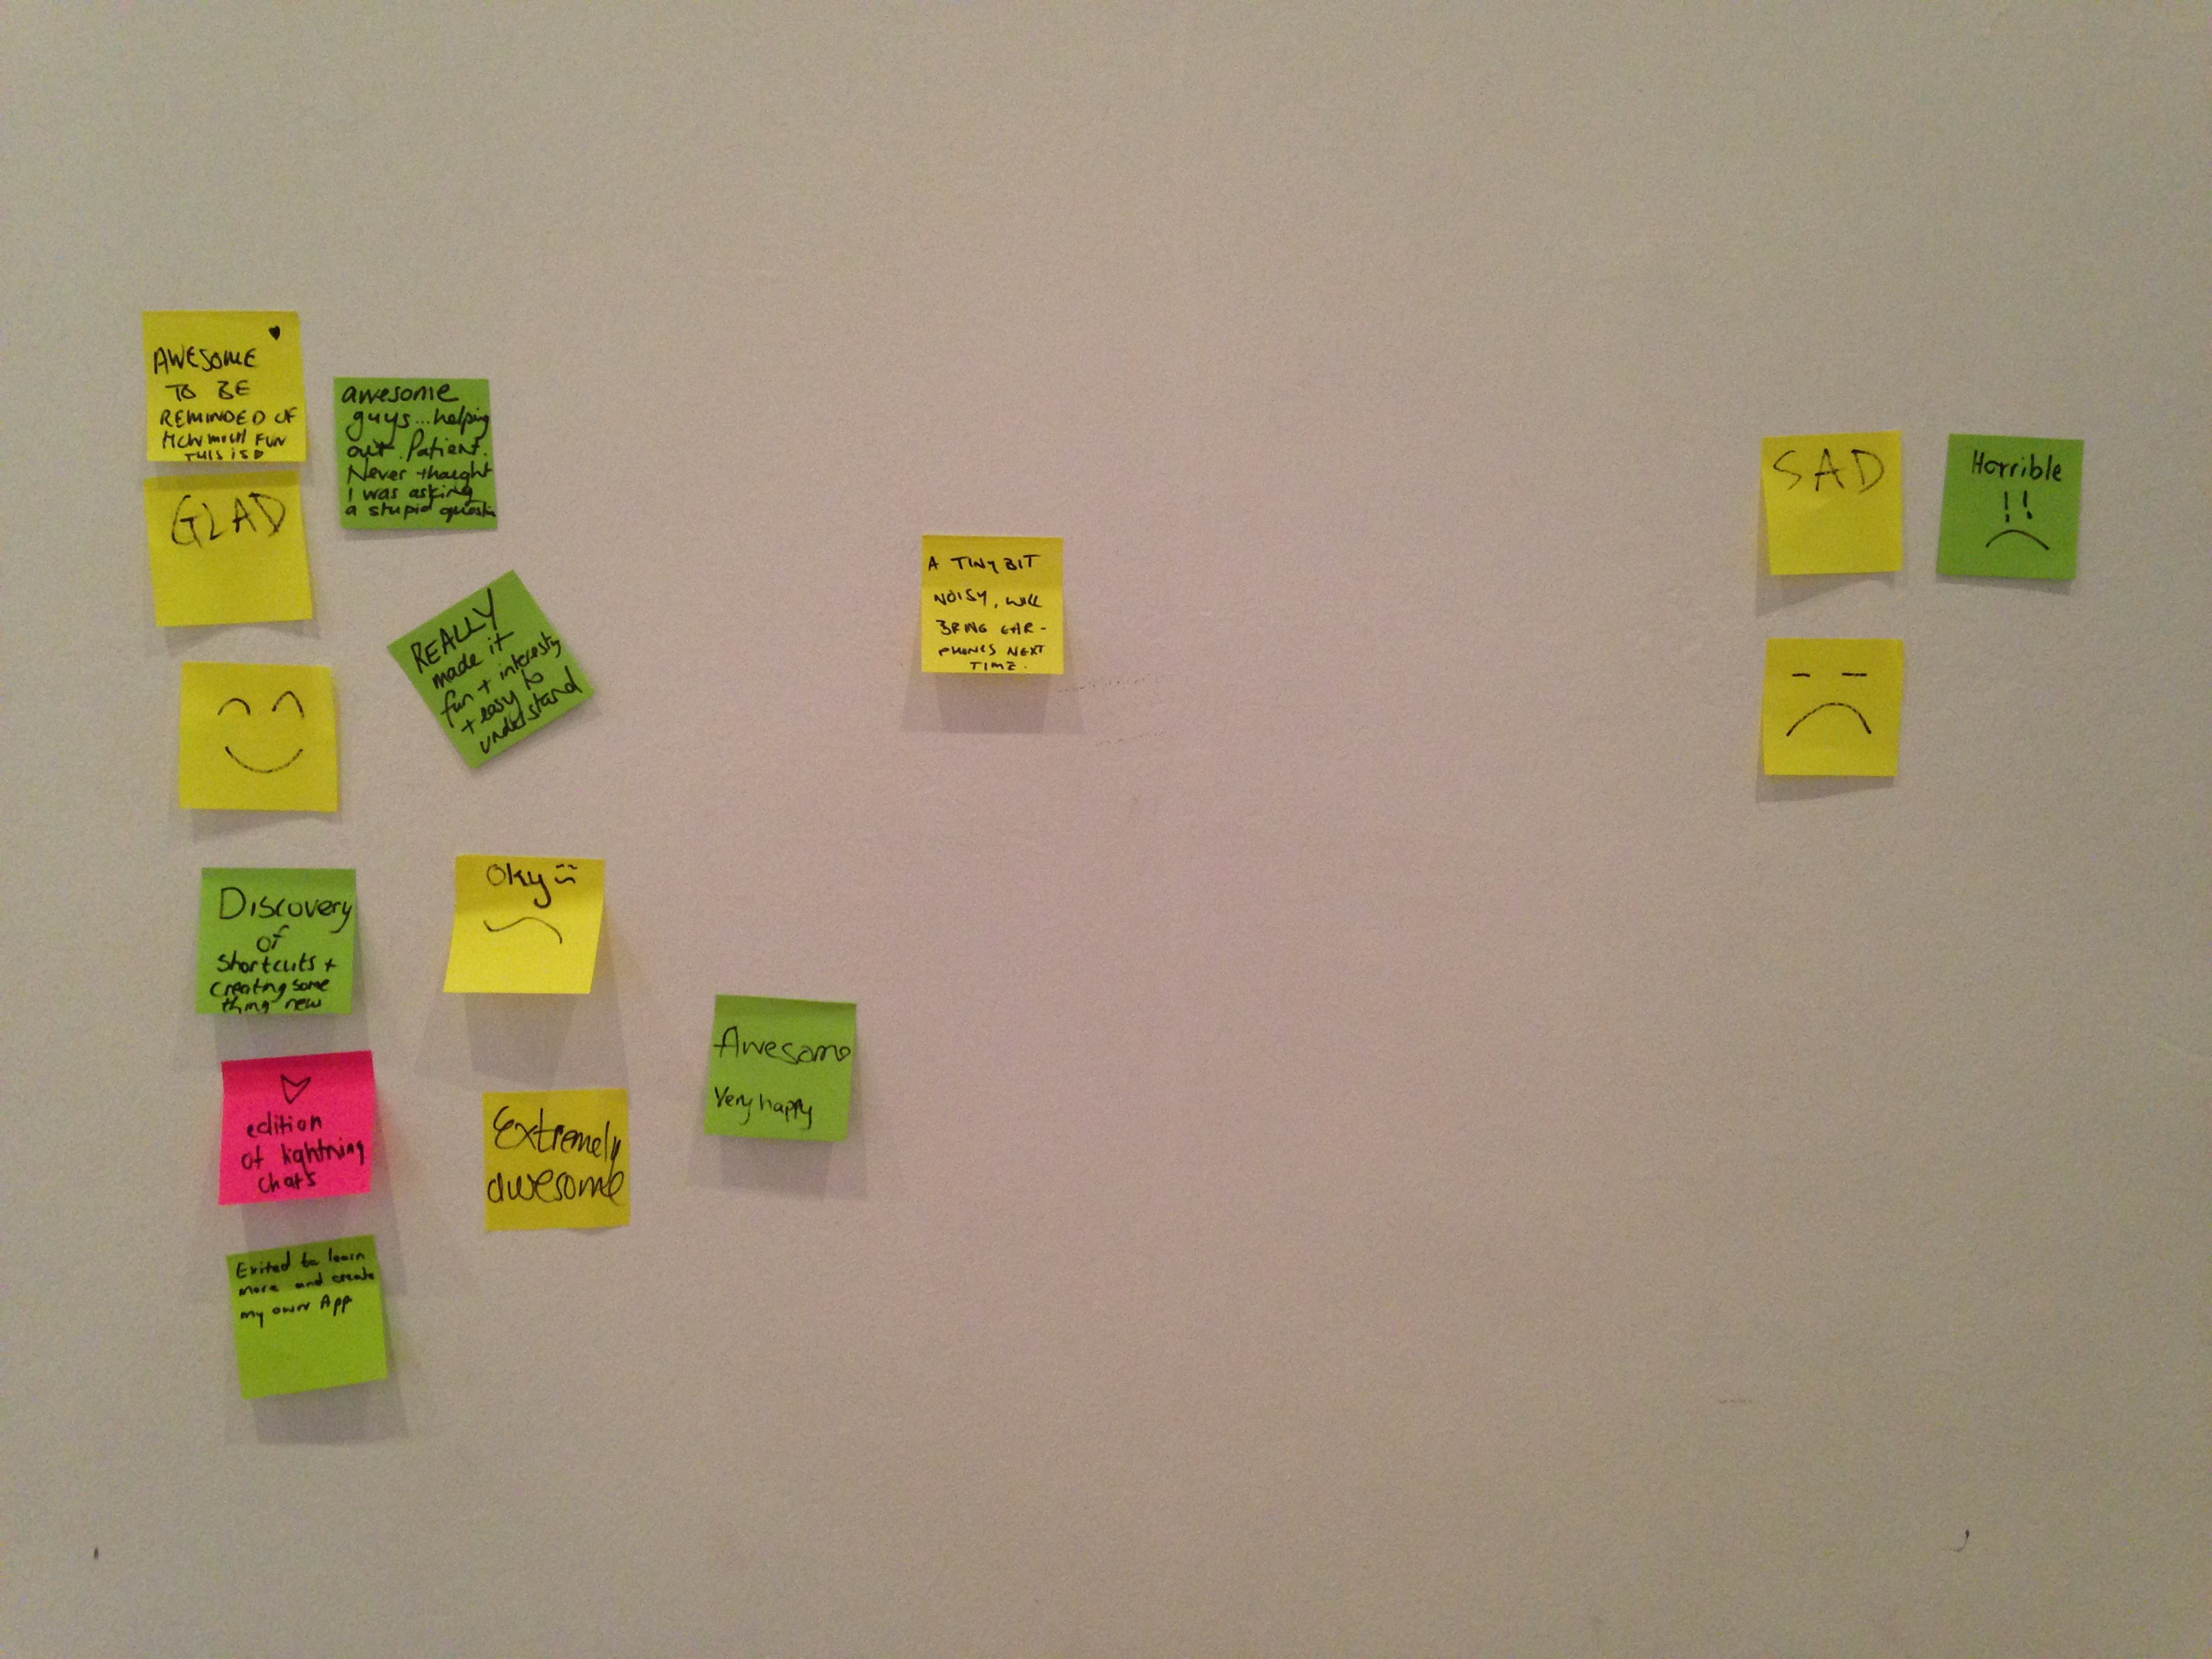 AWESOME
TO BE
REMINDED OF
HOW MUCH FUN
THIS IS
awesome
guys...helping
out. Patient.
Never thaught
I was asking
a stupid
GLAD
REALLY
made it
fun + interesting
+ easy to
understand
Discovery
of
Shortcuts +
creating some
thing new
Oky
edition
of lightning
chats
Extremely
awesome
Awesome
Very happy
Exited to learn
more and create
my own App
A TINY BIT
NOISY, WILL
BRING EAR-
PHONES NEXT
TIME.
SAD
Horrible
!!